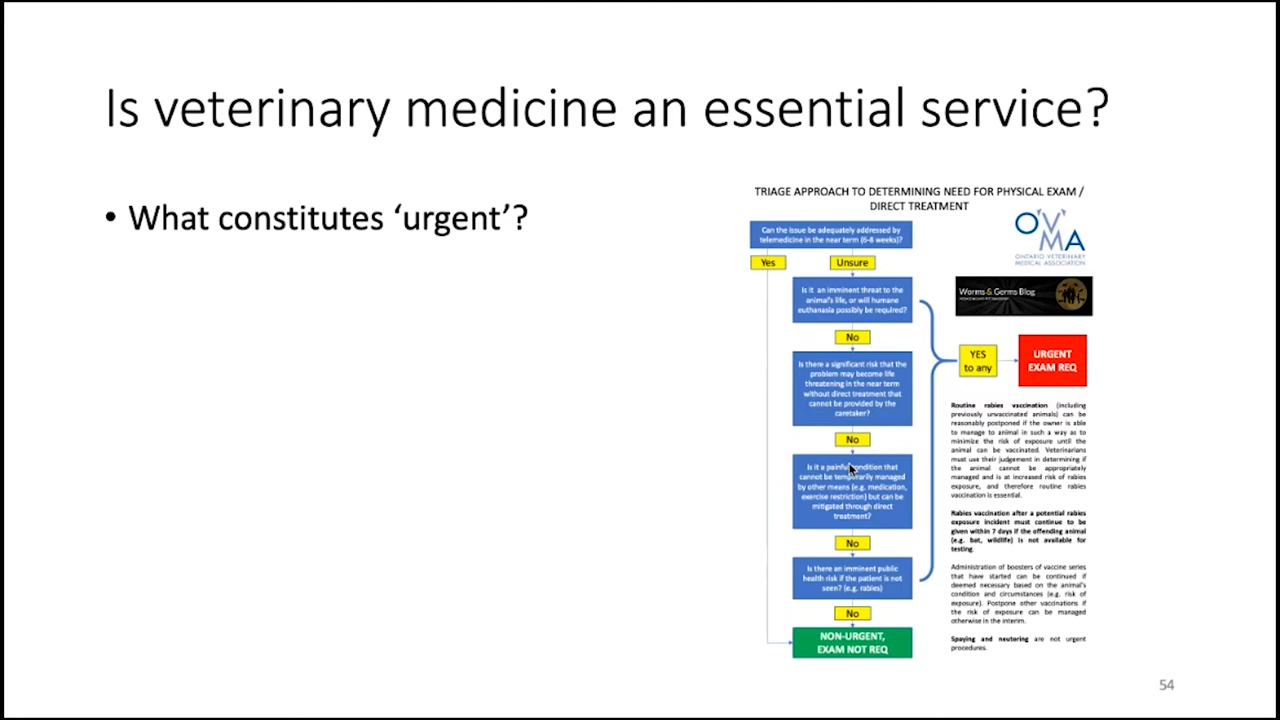 Is veterinary medicine an essential service?
• What constitutes ‘urgent’?
TRIAGE APPROACH TO DETERMINING NEED FOR PHYSICAL EXAM /
DIRECT TREATMENT
OVMA
ONTARIO VETERINARY
MEDICAL ASSOCIATION
Worms & Germs Blog
Can the issue be adequately addressed by
telemedicine in the near term (6-8 weeks)?
Yes
Unsure
Is it an imminent threat to the
animal's life, or will humane
euthanasia possibly be required?
No
Is there a significant risk that the
problem may become life
threatening in the near term
without direct treatment that
cannot be provided by the
caretaker?
No
Is it a painful condition that
cannot be temporarily managed
by other means (e.g. medication,
exercise restriction) but can be
mitigated through direct
treatment?
No
Is there an imminent public
health risk if the patient is not
seen? (e.g. rabies)
No
NON-URGENT,
EXAM NOT REQ
YES
to any
URGENT
EXAM REQ
Routine rabies vaccination (including
previously unvaccinated animals) can be
reasonably postponed if the owner is able
to manage to animal in such a way as to
minimize the risk of exposure until the
animal can be vaccinated. Veterinarians
must use their judgement in determining if
the animal cannot be appropriately
managed and is at increased risk of rabies
exposure, and therefore routine rabies
vaccination is essential.
Rabies vaccination after a potential rabies
exposure incident must continue to be
given within 7 days if the offending animal
(e.g. bat, wildlife) is not available for
testing.
Administration of boosters of vaccine series
that have started can be continued if
deemed necessary based on the animal's
condition and circumstances (e.g. risk of
exposure). Postpone other vaccinations if
the risk of exposure can be managed
otherwise in the interim.
Spaying and neutering are not urgent
procedures.
54